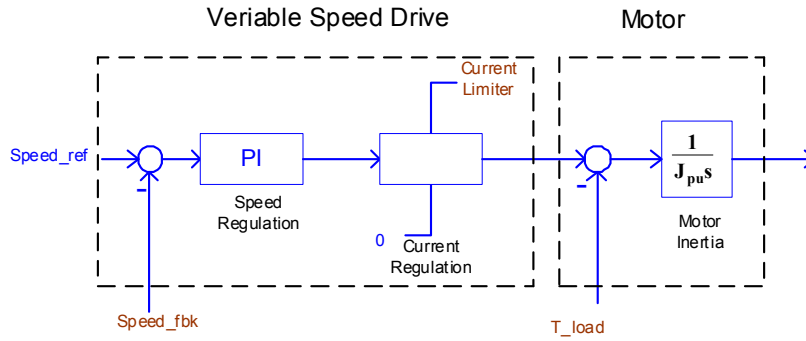 Veriable Speed Drive
Motor
Current
Limiter
Speed_ref
PI
1
J_pu s
-
-
Speed
Regulation
0
Current
Regulation
Motor
Inertia
Speed_fbk
T_load